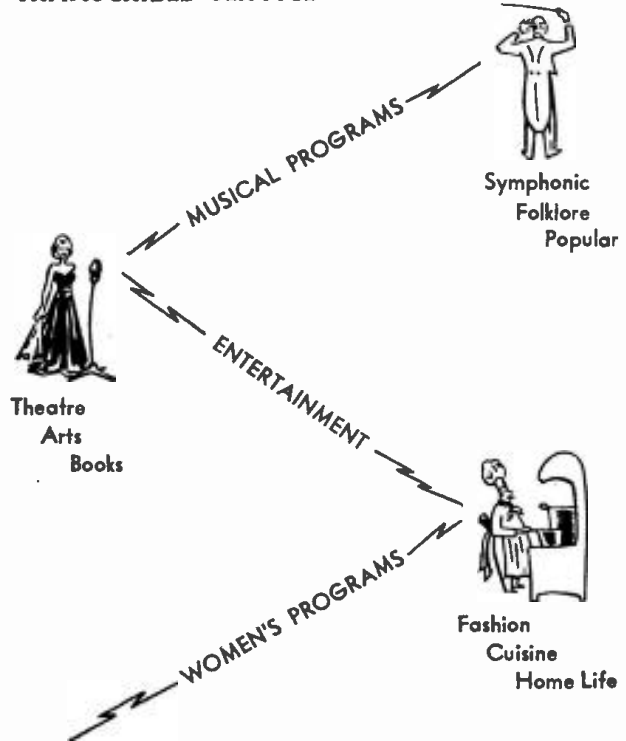 MUSICAL PROGRAMS
Symphonic
Folklore
Popular
ENTERTAINMENT
Theatre
Arts
Books
WOMEN'S PROGRAMS
Fashion
Cuisine
Home Life